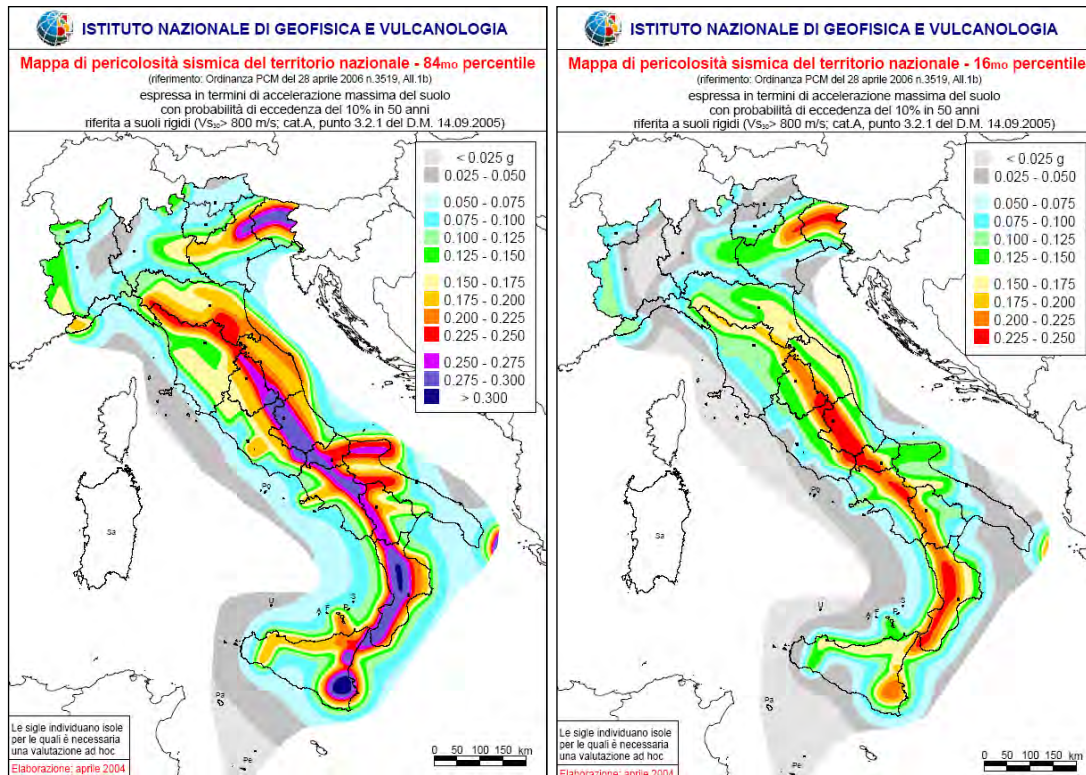 ISTITUTO NAZIONALE DI GEOFISICA E VULCANOLOGIA
Mappa di pericolosità sismica del territorio nazionale - 84mo percentile
(riferimento: Ordinanza PCM del 28 aprile 2006 n.3519, All.1b)
espressa in termini di accelerazione massima del suolo
con probabilità di eccedenza del 10% in 50 anni
riferita a suoli rigidi (Vs30> 800 m/s; cat.A, punto 3.2.1 del D.M. 14.09.2005)
< 0.025 g
0.025 - 0.050
0.050 - 0.075
0.075 - 0.100
0.100 - 0.125
0.125 - 0.150
0.150 - 0.175
0.175 - 0.200
0.200 - 0.225
0.225 - 0.250
0.250 - 0.275
0.275 - 0.300
> 0.300
Sa
U
Pa
Pe
Le sigle individuano isole
per le quali è necessaria
una valutazione ad hoc
Elaborazione: aprile 2004
0 50 100 150 km
ISTITUTO NAZIONALE DI GEOFISICA E VULCANOLOGIA
Mappa di pericolosità sismica del territorio nazionale - 16mo percentile
(riferimento: Ordinanza PCM del 28 aprile 2006 n.3519, All.1b)
espressa in termini di accelerazione massima del suolo
con probabilità di eccedenza del 10% in 50 anni
riferita a suoli rigidi (Vs30> 800 m/s; cat.A, punto 3.2.1 del D.M. 14.09.2005)
< 0.025 g
0.025 - 0.050
0.050 - 0.075
0.075 - 0.100
0.100 - 0.125
0.125 - 0.150
0.150 - 0.175
0.175 - 0.200
0.200 - 0.225
0.225 - 0.250
Sa
U
Pa
Pe
Le sigle individuano isole
per le quali è necessaria
una valutazione ad hoc
Elaborazione: aprile 2004
0 50 100 150 km